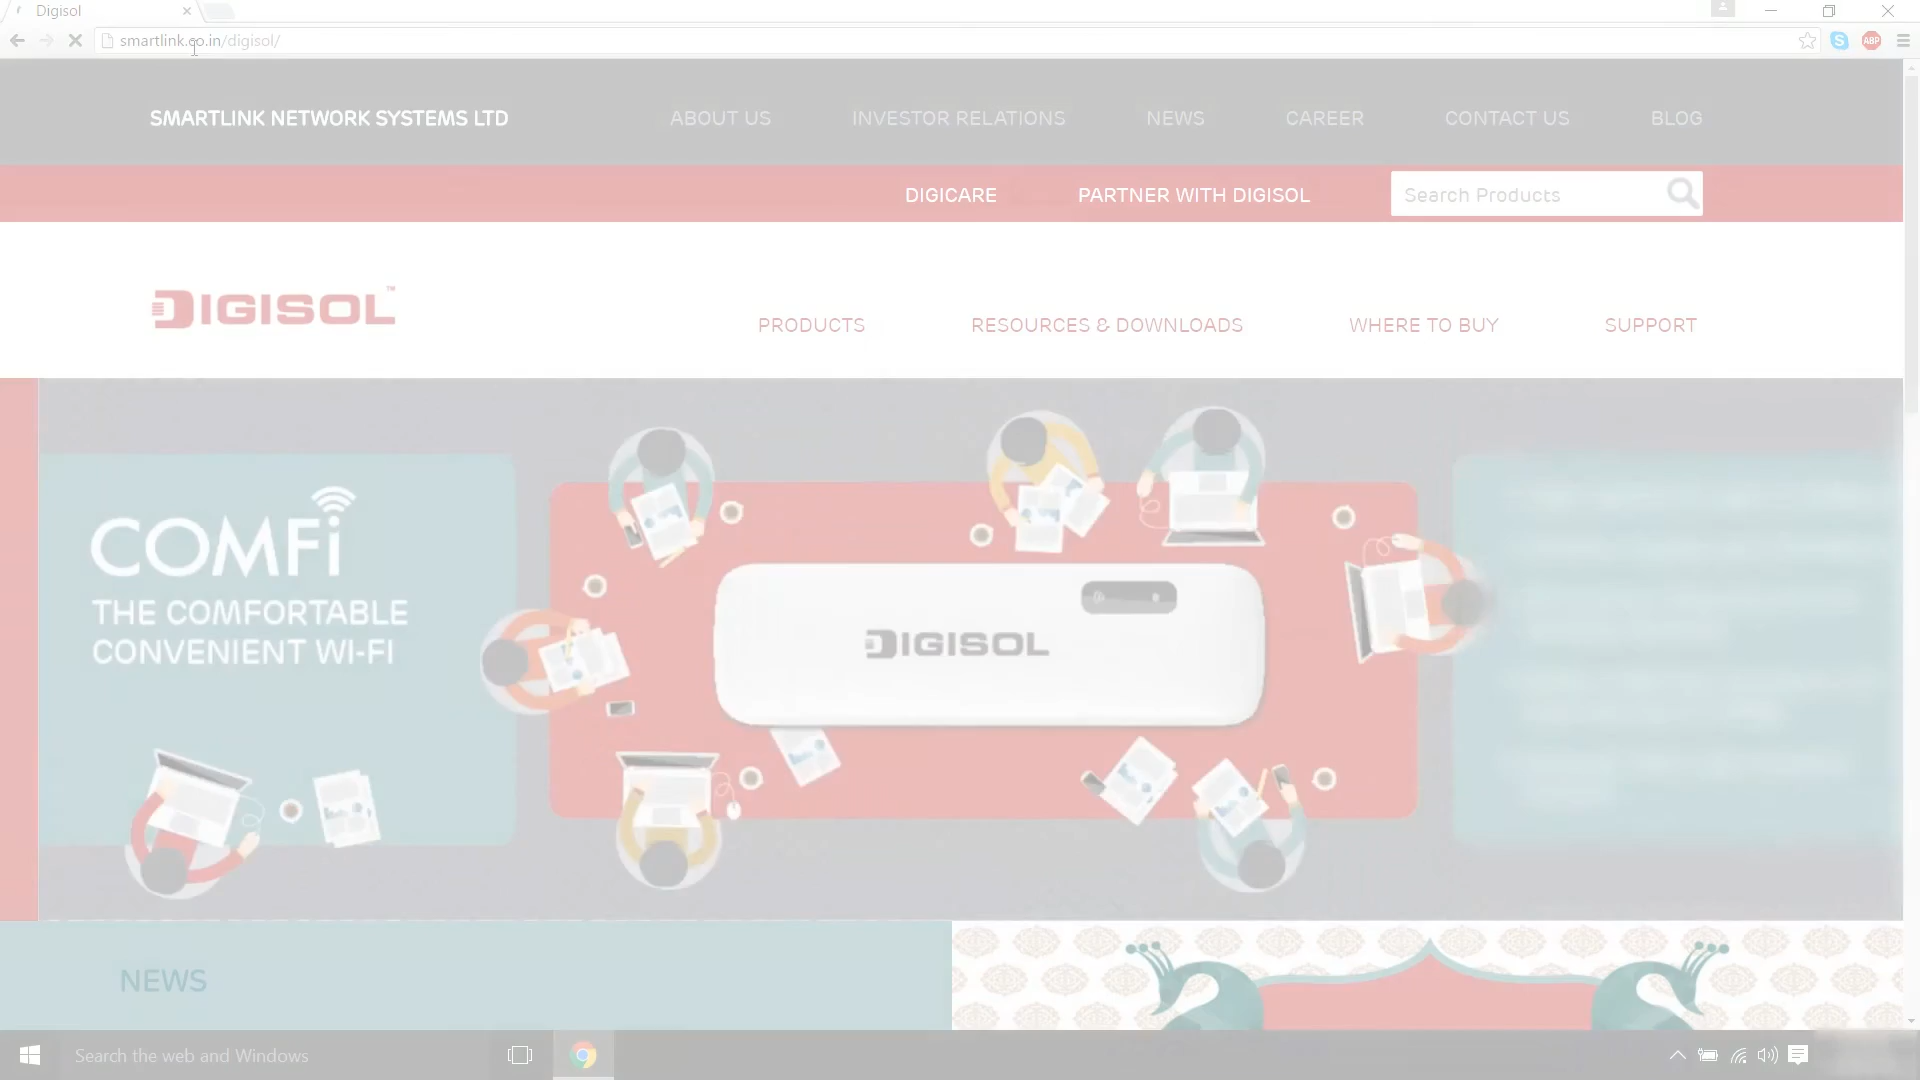 Digisol
smartlink.co.in/digisol/
SMARTLINK NETWORK SYSTEMS LTD
ABOUT US
INVESTOR RELATIONS
NEWS
CAREER
CONTACT US
BLOG
DIGICARE
PARTNER WITH DIGISOL
Search Products
DIGISOL™
PRODUCTS
RESOURCES & DOWNLOADS
WHERE TO BUY
SUPPORT
COMFi
THE COMFORTABLE
CONVENIENT WI-FI
DIGISOL
NEWS
Search the web and Windows